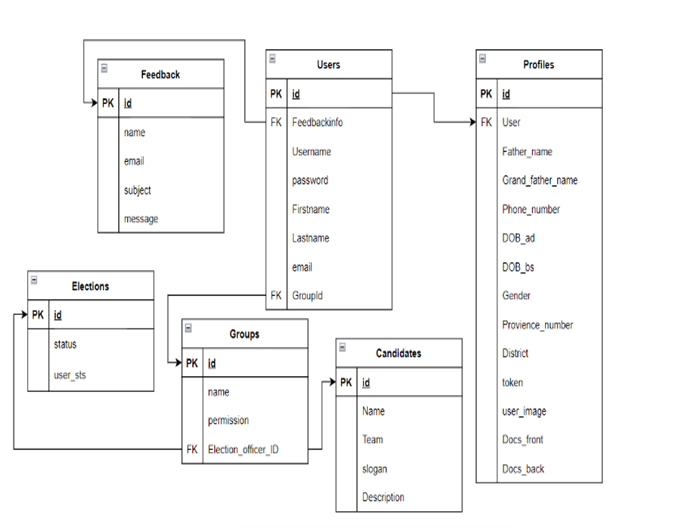 Feedback
PK id
name
email
subject
message
Users
PK id
FK Feedbackinfo
Username
password
Firstname
Lastname
email
FK GroupId
Profiles
PK id
FK User
Father_name
Grand_father_name
Phone_number
DOB_ad
DOB_bs
Gender
Provience_number
District
token
user_image
Docs_front
Docs_back
Elections
PK id
status
user_sts
Groups
PK id
name
permission
FK Election_officer_ID
Candidates
PK id
Name
Team
slogan
Description